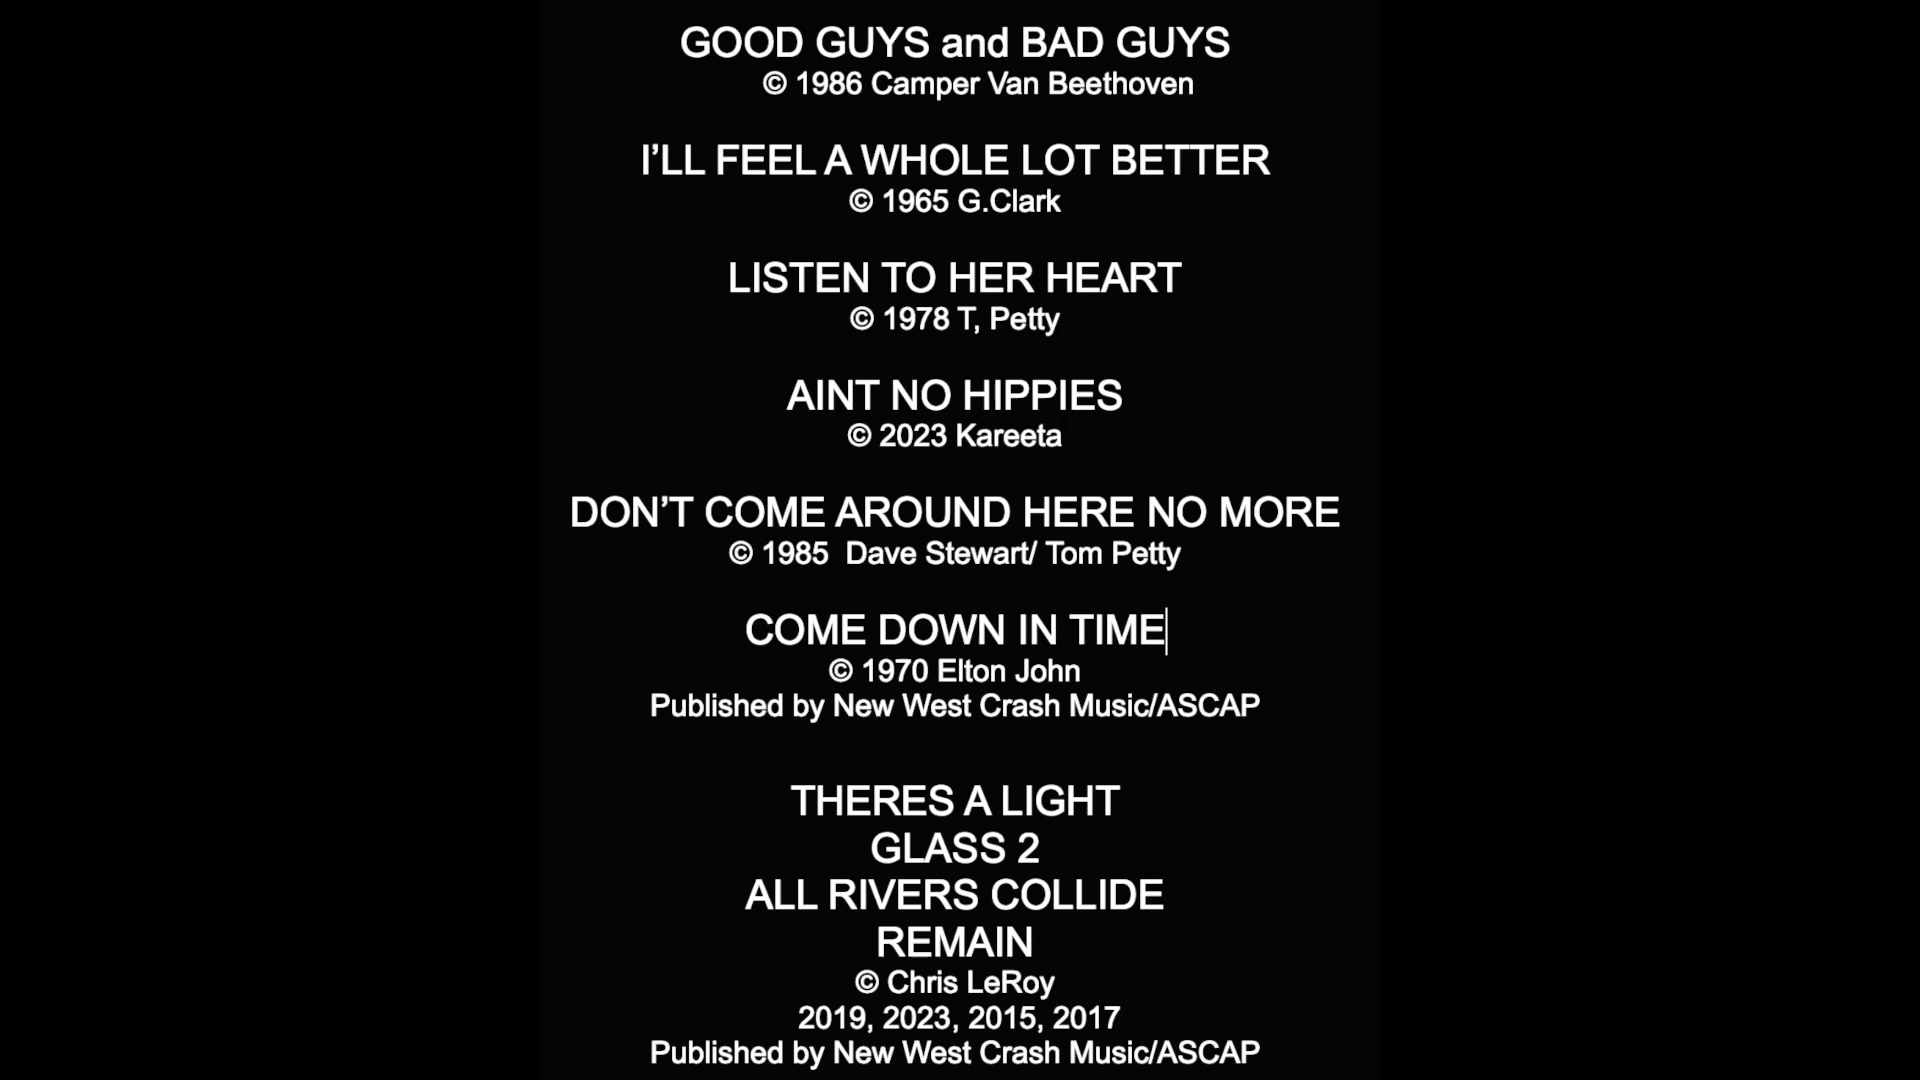 GOOD GUYS and BAD GUYS
© 1986 Camper Van Beethoven
I’LL FEEL A WHOLE LOT BETTER
© 1965 G.Clark
LISTEN TO HER HEART
© 1978 T, Petty
AINT NO HIPPIES
© 2023 Kareeta
DON’T COME AROUND HERE NO MORE
© 1985  Dave Stewart/ Tom Petty
COME DOWN IN TIME
© 1970 Elton John
Published by New West Crash Music/ASCAP
THERES A LIGHT
GLASS 2
ALL RIVERS COLLIDE
REMAIN
© Chris LeRoy
2019, 2023, 2015, 2017
Published by New West Crash Music/ASCAP